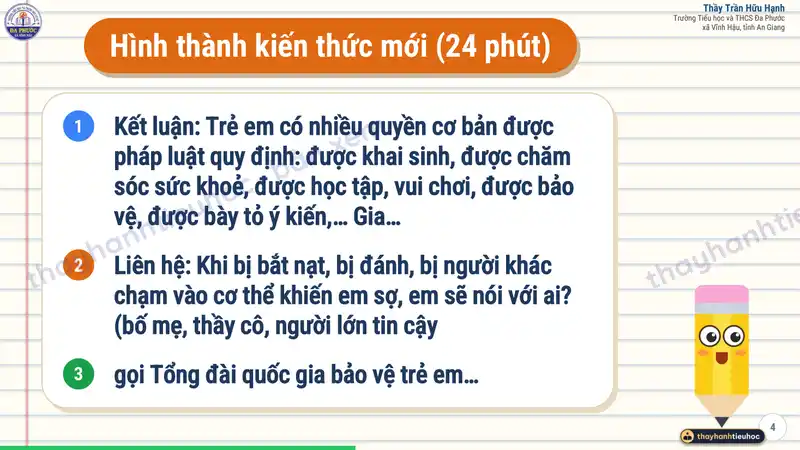 Thầy Trần Hữu Hạnh
Trường Tiểu học và THCS Đa Phước
xã Vĩnh Hậu, tỉnh An Giang
ĐA PHƯỚC
Hình thành kiến thức mới (24 phút)
1
Kết luận: Trẻ em có nhiều quyền cơ bản được
pháp luật quy định: được khai sinh, được chăm
sóc sức khoẻ, được học tập, vui chơi, được bảo
vệ, được bày tỏ ý kiến,… Gia…
2
Liên hệ: Khi bị bắt nạt, bị đánh, bị người khác
chạm vào cơ thể khiến em sợ, em sẽ nói với ai?
(bố mẹ, thầy cô, người lớn tin cậy
3
gọi Tổng đài quốc gia bảo vệ trẻ em…
4
thayhanhtieuhoc